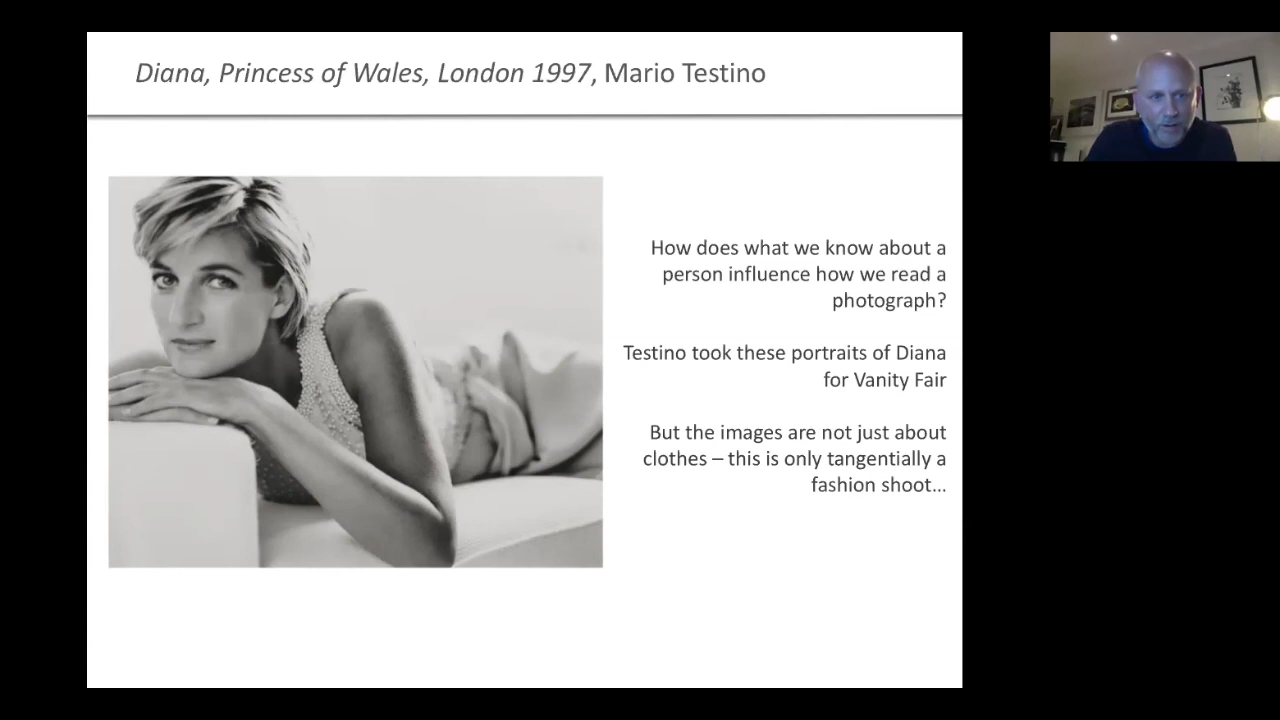 Diana, Princess of Wales, London 1997, Mario Testino
How does what we know about a
person influence how we read a
photograph?
Testino took these portraits of Diana
for Vanity Fair
But the images are not just about
clothes – this is only tangentially a
fashion shoot...